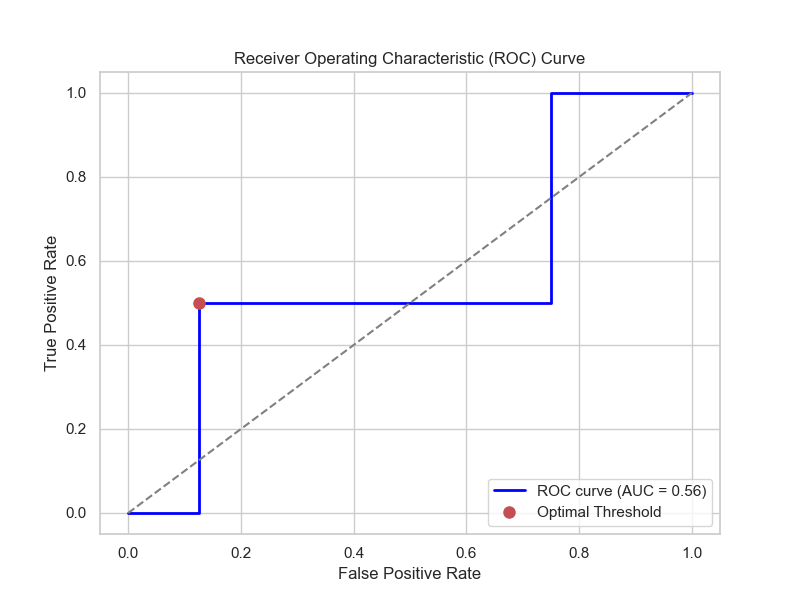 Receiver Operating Characteristic (ROC) Curve
True Positive Rate
1.0
0.8
0.6
0.4
0.2
0.0
ROC curve (AUC = 0.56)
Optimal Threshold
0.0 0.2 0.4 0.6 0.8 1.0
False Positive Rate